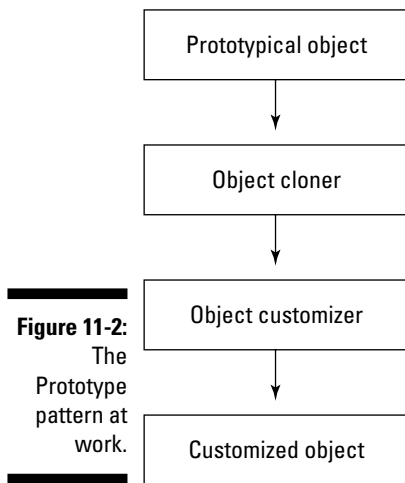 Prototypical object
Object cloner
Object customizer
Customized object
Figure 11-2:
The
Prototype
pattern at
work.